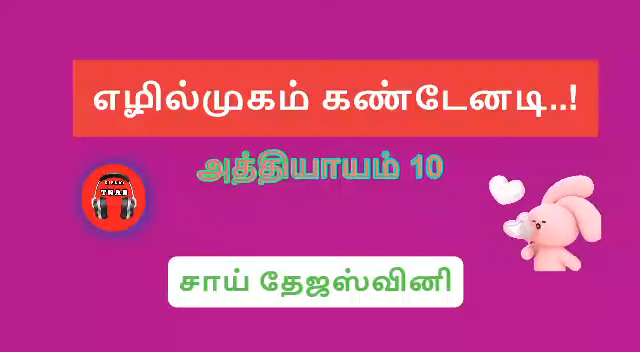 எழில்முகம் கண்டேனடி..!
அத்தியாயம் 10
சாய் தேஜஸ்வினி